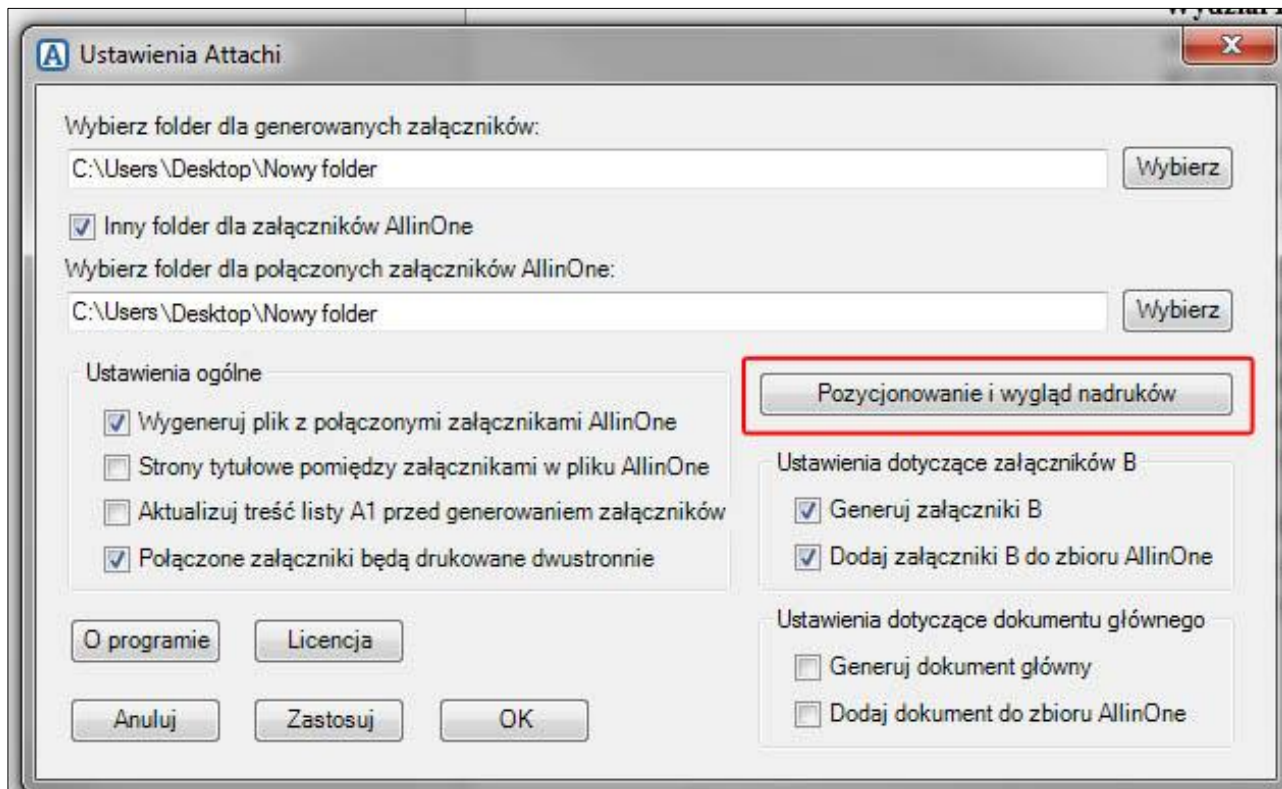 Ustawienia Attachi
Wybierz folder dla generowanych załączników:
C:\Users\Desktop\Nowy folder
Wybierz
Inny folder dla załączników AllinOne
Wybierz folder dla połączonych załączników AllinOne:
C:\Users\Desktop\Nowy folder
Wybierz
Ustawienia ogólne
Wygeneruj plik z połączonymi załącznikami AllinOne
Strony tytułowe pomiędzy załącznikami w pliku AllinOne
Aktualizuj treść listy A1 przed generowaniem załączników
Połączone załączniki będą drukowane dwustronnie
Pozycjonowanie i wygląd nadruków
Ustawienia dotyczące załączników B
Generuj załączniki B
Dodaj załączniki B do zbioru AllinOne
Ustawienia dotyczące dokumentu głównego
Generuj dokument główny
Dodaj dokument do zbioru AllinOne
O programie
Licencja
Anuluj
Zastosuj
OK